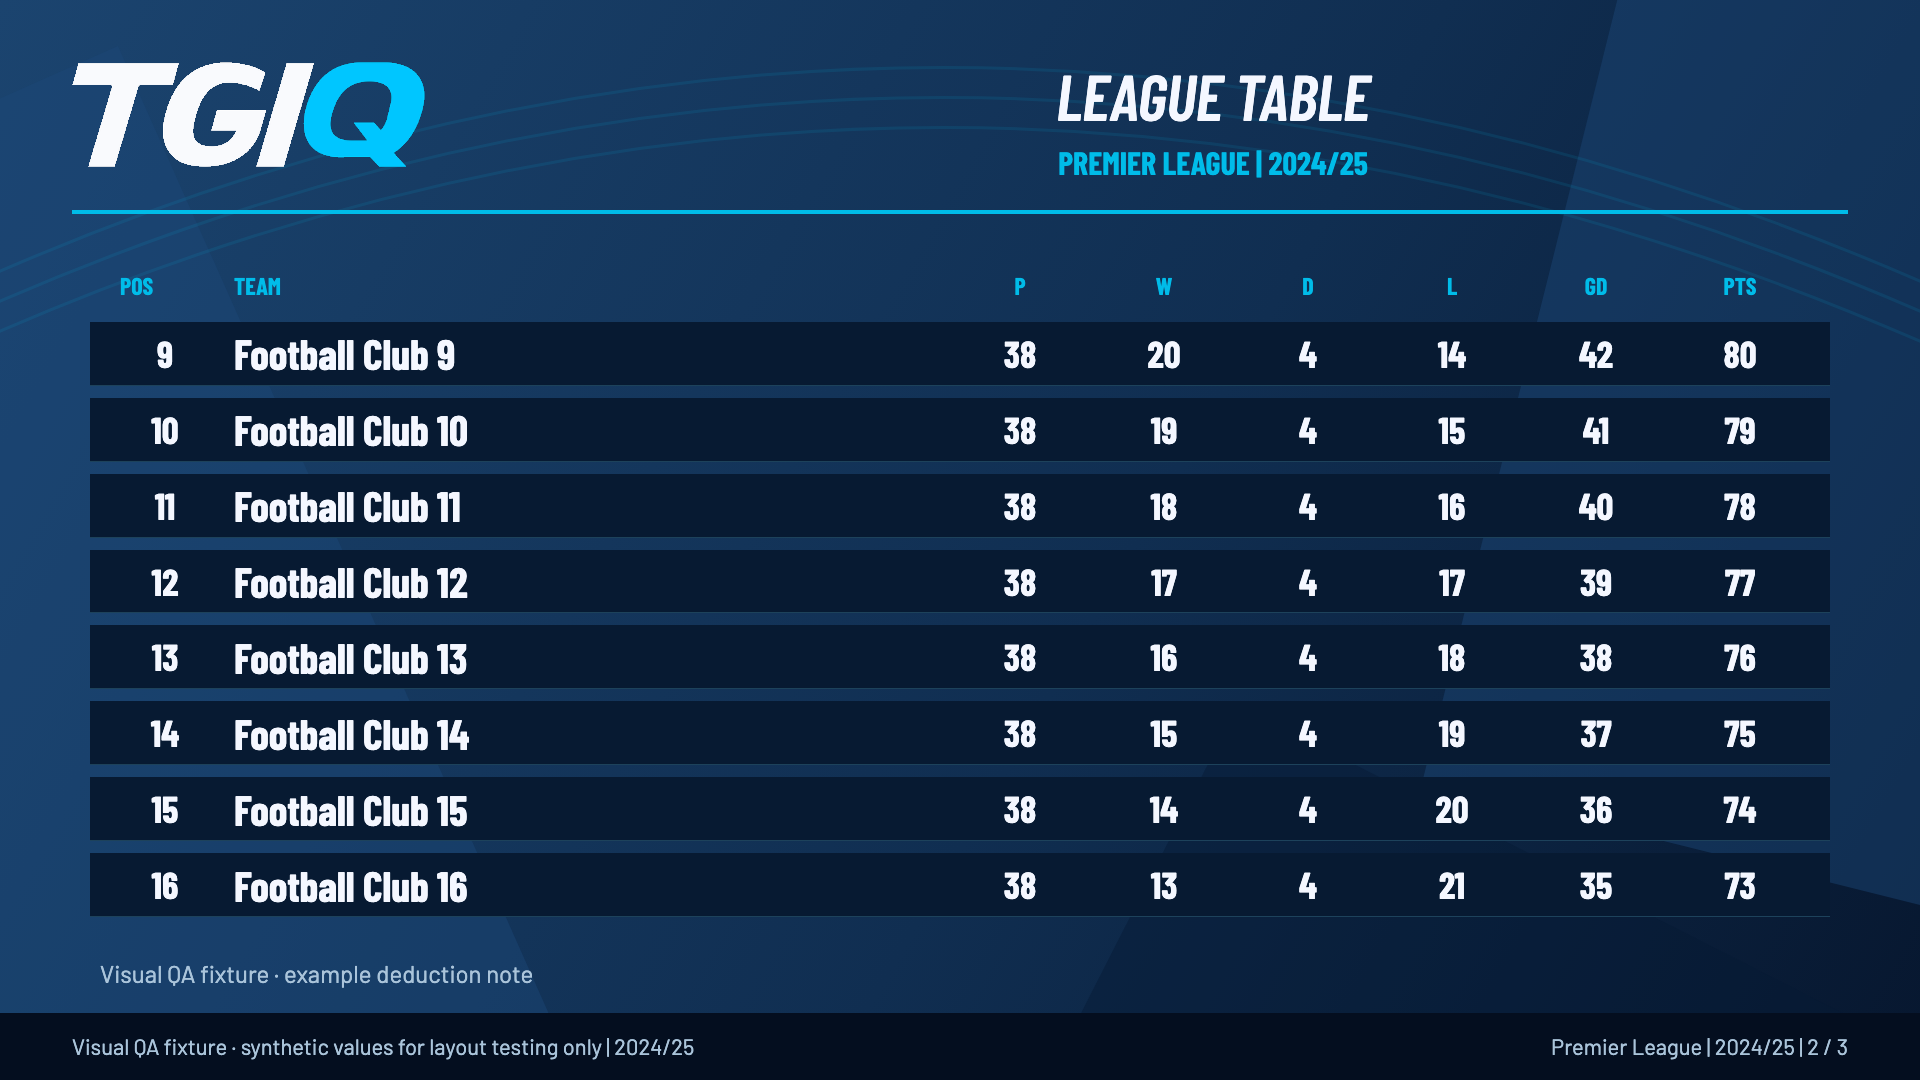 TGIQ
LEAGUE TABLE
PREMIER LEAGUE | 2024/25
POS TEAM P W D L GD PTS
9 Football Club 9 38 20 4 14 42 80
10 Football Club 10 38 19 4 15 41 79
11 Football Club 11 38 18 4 16 40 78
12 Football Club 12 38 17 4 17 39 77
13 Football Club 13 38 16 4 18 38 76
14 Football Club 14 38 15 4 19 37 75
15 Football Club 15 38 14 4 20 36 74
16 Football Club 16 38 13 4 21 35 73
Visual QA fixture · example deduction note
Visual QA fixture · synthetic values for layout testing only | 2024/25
Premier League | 2024/25 | 2 / 3